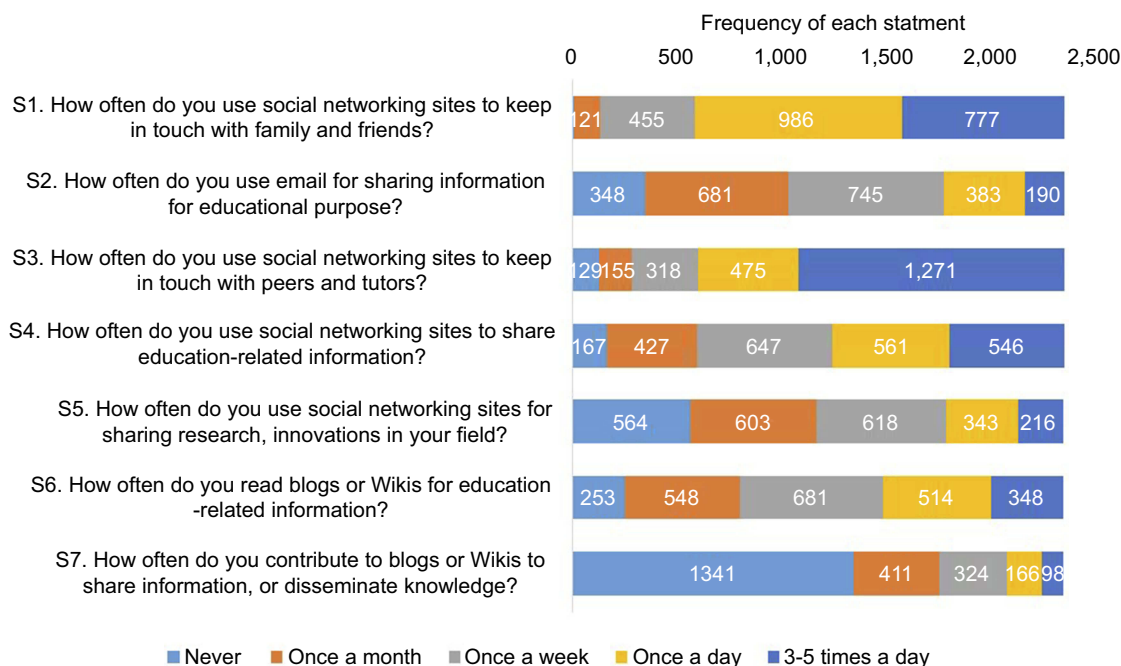 Frequency of each statment
0 500 1,000 1,500 2,000 2,500
S1. How often do you use social networking sites to keep
in touch with family and friends?
121 455 986 777
S2. How often do you use email for sharing information
for educational purpose?
348 681 745 383 190
S3. How often do you use social networking sites to keep
in touch with peers and tutors?
129 155 318 475 1,271
S4. How often do you use social networking sites to share
education-related information?
167 427 647 561 546
S5. How often do you use social networking sites for
sharing research, innovations in your field?
564 603 618 343 216
S6. How often do you read blogs or Wikis for education
-related information?
253 548 681 514 348
S7. How often do you contribute to blogs or Wikis to
share information, or disseminate knowledge?
1341 411 324 166 98
Never Once a month Once a week Once a day 3-5 times a day